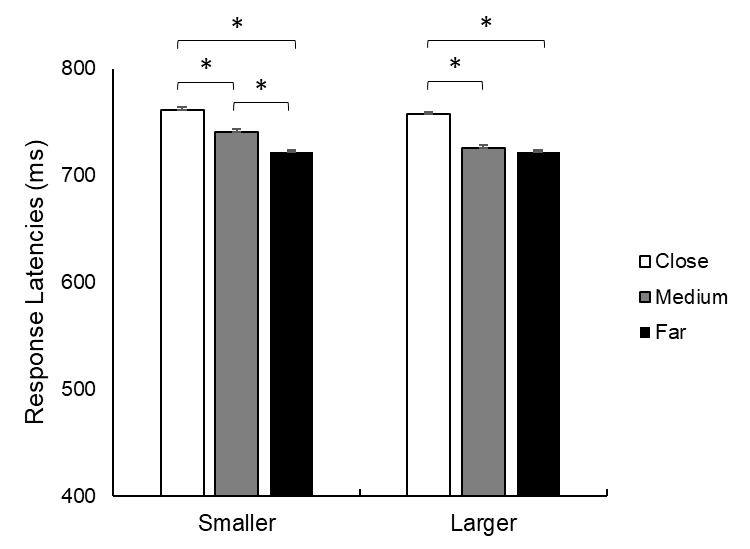 * *
* * *
800
700
600
500
400
Response Latencies (ms)
Smaller Larger
Close
Medium
Far